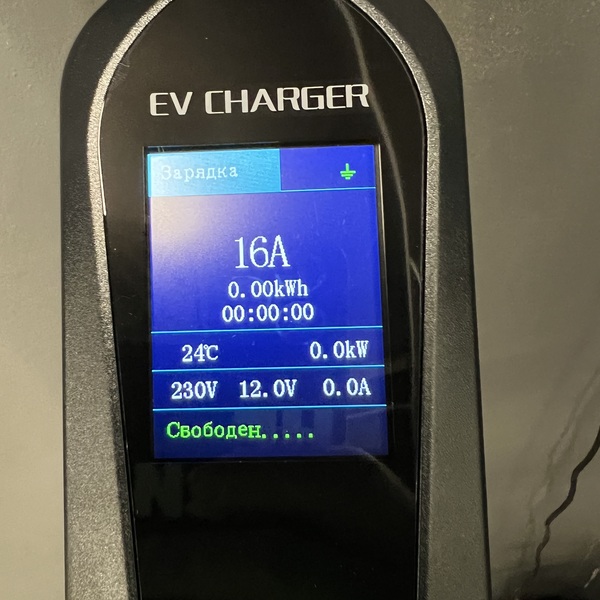 EV CHARGER
Зарядка
16A
0.00kWh
00:00:00
24℃ 0.0kW
230V 12.0V 0.0A
Свободен.....